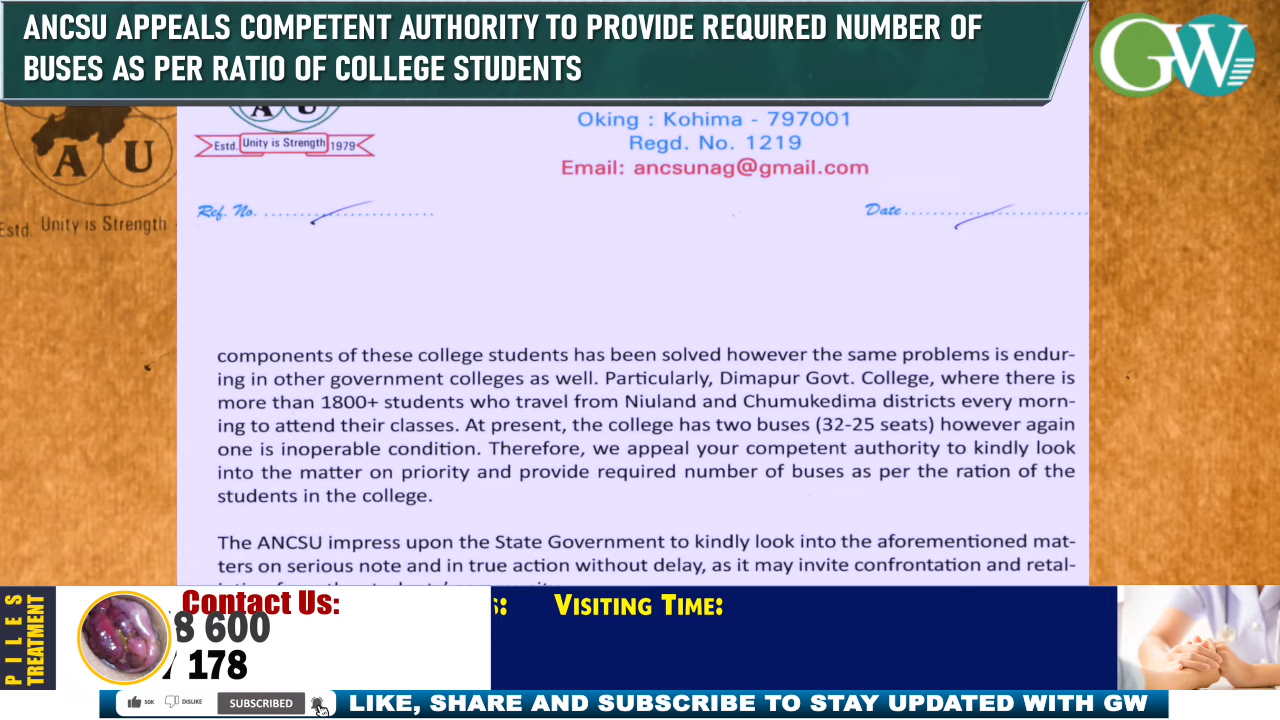 ANCSU APPEALS COMPETENT AUTHORITY TO PROVIDE REQUIRED NUMBER OF
BUSES AS PER RATIO OF COLLEGE STUDENTS
GW
A U
Estd. Unity is Strength 1979
A U
Estd. Unity is Strength
Oking : Kohima - 797001
Regd. No. 1219
Email: ancsunag@gmail.com
Ref. No. ................................
Date ................................
components of these college students has been solved however the same problems is endur-
ing in other government colleges as well. Particularly, Dimapur Govt. College, where there is
more than 1800+ students who travel from Niuland and Chumukedima districts every morn-
ing to attend their classes. At present, the college has two buses (32-25 seats) however again
one is inoperable condition. Therefore, we appeal your competent authority to kindly look
into the matter on priority and provide required number of buses as per the ration of the
students in the college.
The ANCSU impress upon the State Government to kindly look into the aforementioned mat-
ters on serious note and in true action without delay, as it may invite confrontation and retal-
PILES
TREATMENT
Contact Us:
8 600
178
VISITING TIME:
50K
DISLIKE
SUBSCRIBED
LIKE, SHARE AND SUBSCRIBE TO STAY UPDATED WITH GW